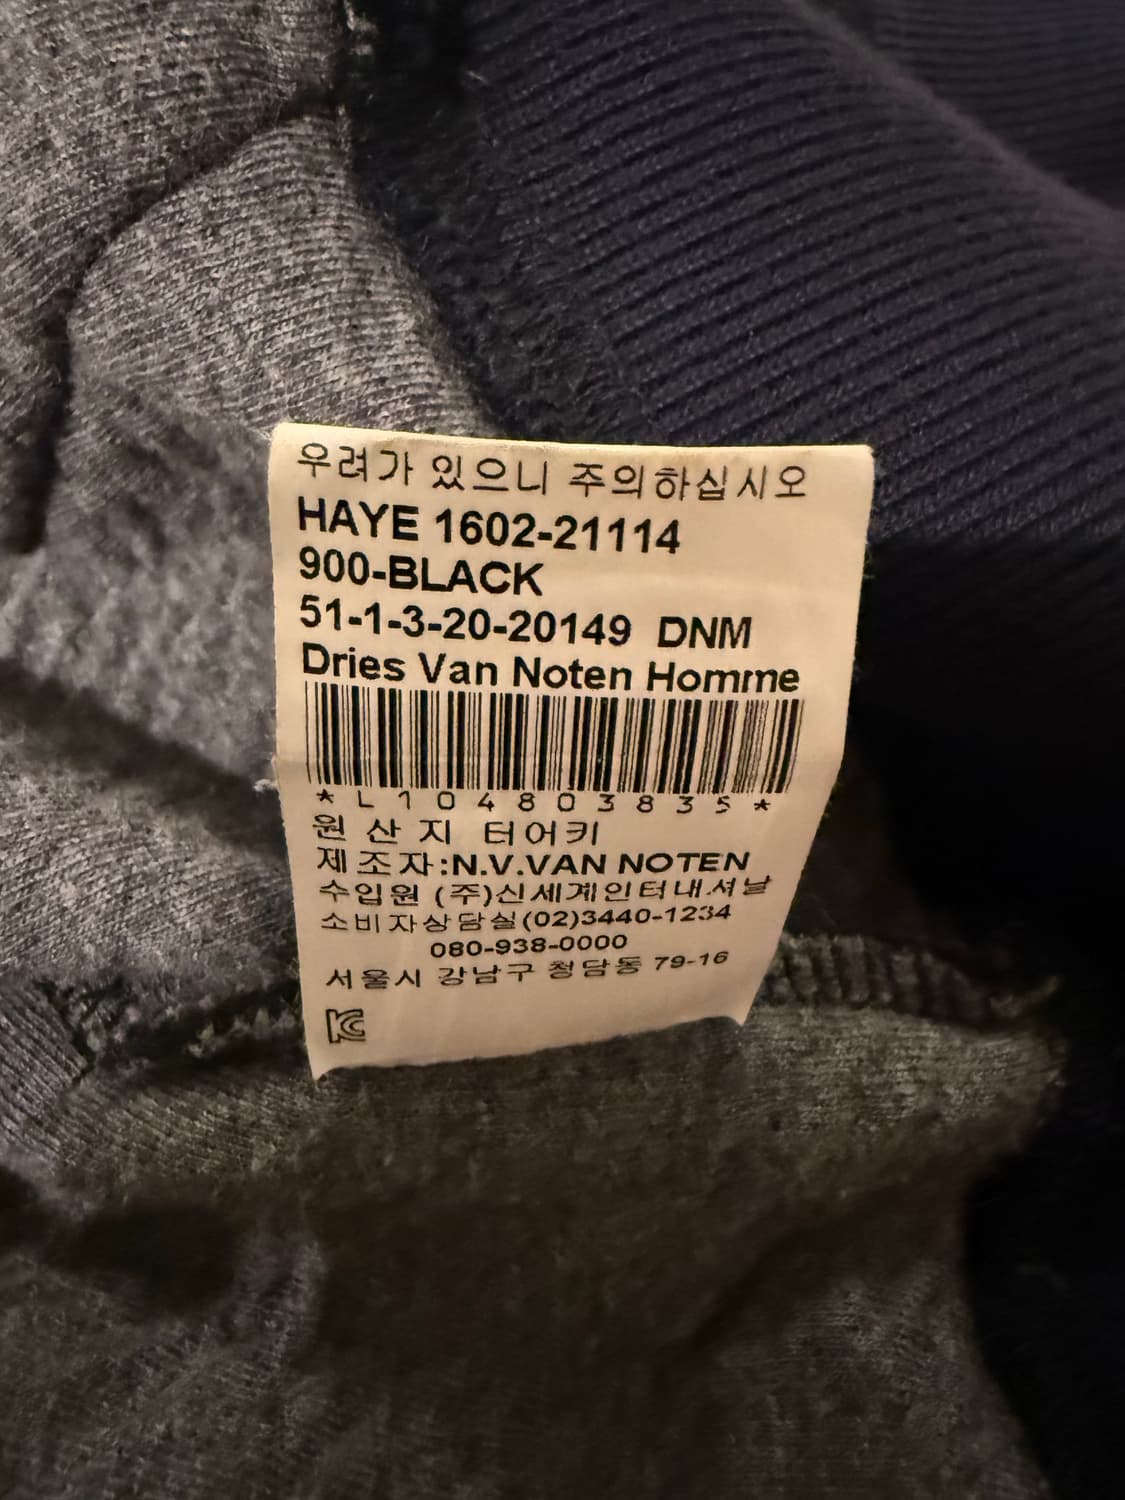 우려가 있으니 주의하십시오
HAYE 1602-21114
900-BLACK
51-1-3-20-20149 DNM
Dries Van Noten Homme
*L104803835*
원산지 터어키
제조자:N.V.VAN NOTEN
수입원 (주)신세계인터내셔날
소비자상담실(02)3440-1234
080-938-0000
서울시 강남구 청담동 79-16
KC